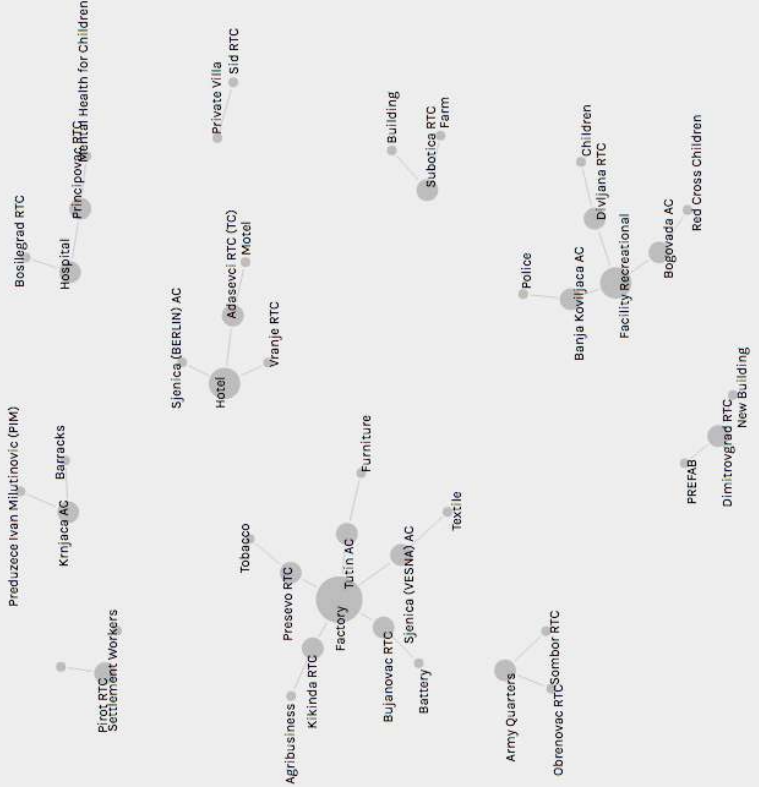 Preduzece Ivan Milutinovic (PIM)
Bosilegrad RTC
Krnjaca AC
Barracks
Hospital
Principovac RTC
Mental Health for Children
Pirot RTC
Settlement Workers
Sjenica (BERLIN) AC
Private Villa
Hotel
Adasevci RTC (TC)
Sid RTC
Motel
Vranje RTC
Tobacco
Agribusiness
Presevo RTC
Kikinda RTC
Factory
Tutin AC
Furniture
Bujanovac RTC
Building
Sjenica (VESNA) AC
Battery
Subotica RTC
Farm
Textile
Army Quarters
Police
Obrenovac RTC
Sombor RTC
Banja Koviljaca AC
Children
Divljana RTC
Facility Recreational
Bogovada AC
PREFAB
Red Cross Children
Dimitrovgrad RTC
New Building